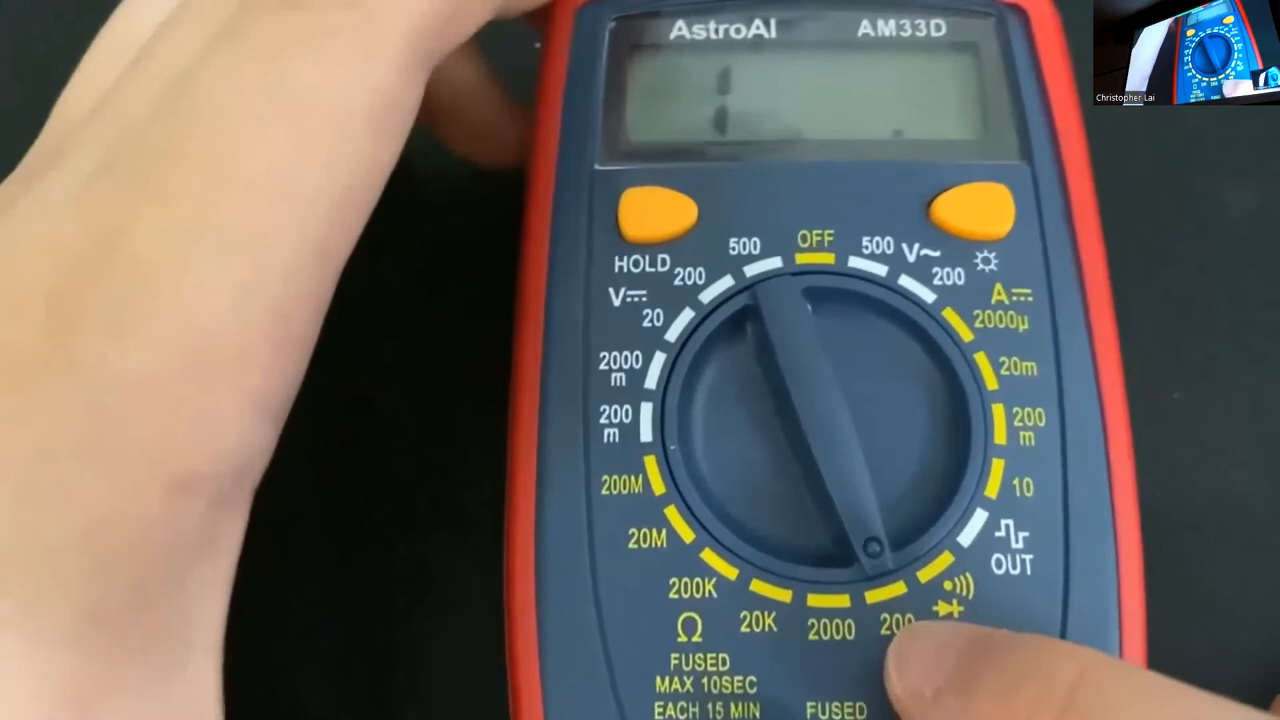 AstroAI AM33D
1 .
Christopher Lai
OFF
500 500 V~
HOLD 200 200
V⎓ A⎓
20 2000µ
2000
m 20m
200
m 200
m
200M 10
20M OUT
200K
20K 2000 200
Ω
FUSED
MAX 10SEC
EACH 15 MIN FUSED